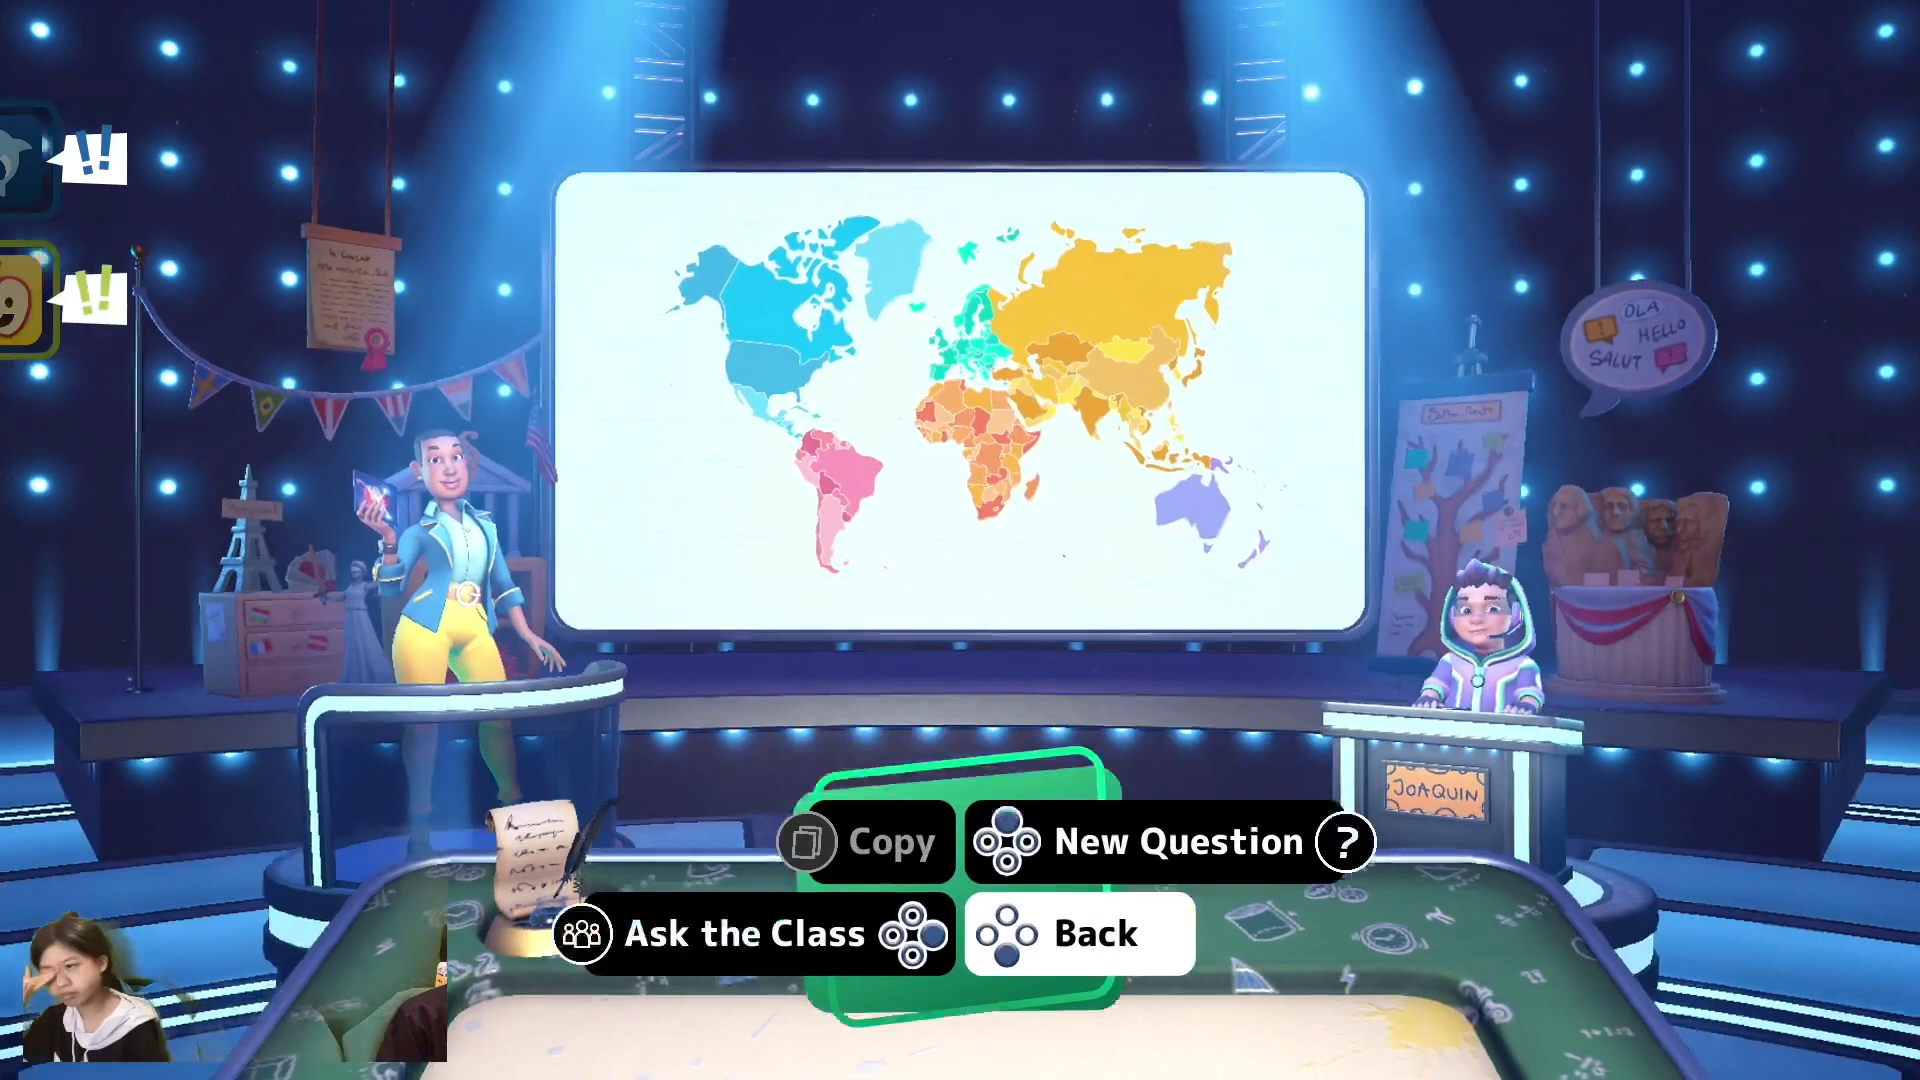 !!
!!
OLA
HELLO
SALUT
!
?
JOAQUIN
Copy
New Question ?
Ask the Class
Back